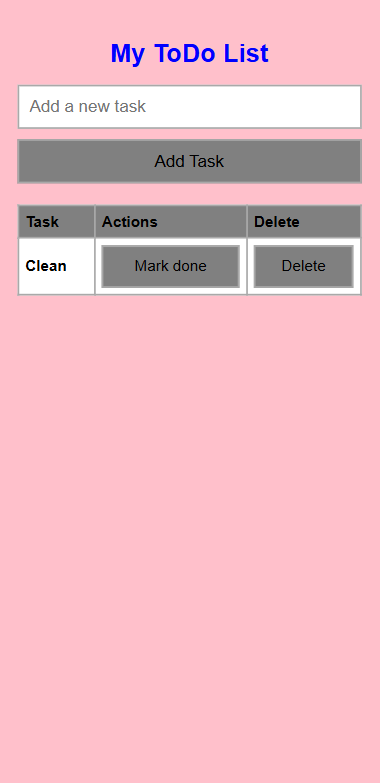 My ToDo List
Add a new task
Add Task
Task Actions Delete
Clean Mark done Delete